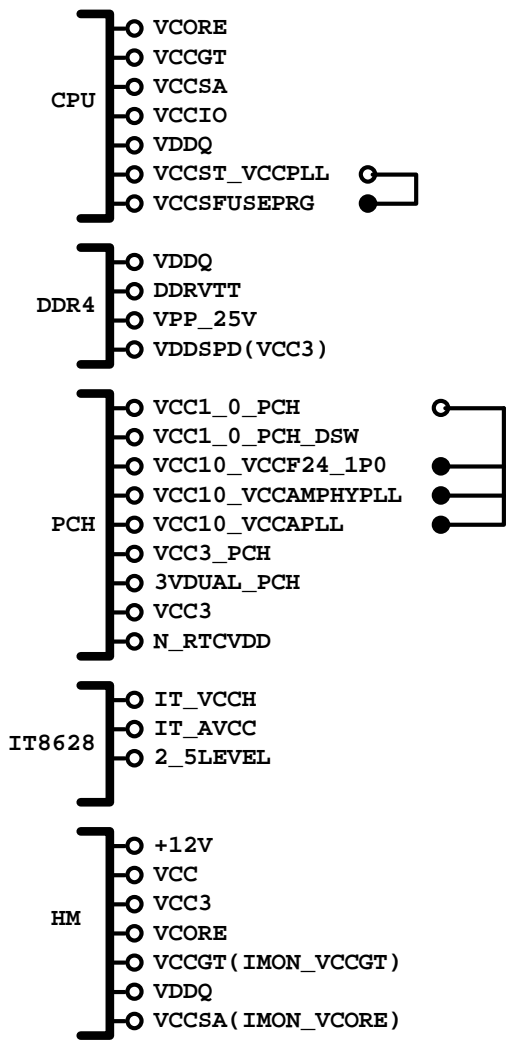 VCORE
VCCGT
VCCSA
CPU
VCCIO
VDDQ
VCCST_VCCPLL
VCCSFUSEPRG
VDDQ
DDRVTT
DDR4
VPP_25V
VDDSPD(VCC3)
VCC1_0_PCH
VCC1_0_PCH_DSW
VCC10_VCCF24_1P0
VCC10_VCCAMPHYPLL
PCH
VCC10_VCCAPLL
VCC3_PCH
3VDUAL_PCH
VCC3
N_RTCVDD
IT_VCCH
IT_AVCC
IT8628
2_5LEVEL
+12V
VCC
VCC3
HM
VCORE
VCCGT(IMON_VCCGT)
VDDQ
VCCSA(IMON_VCORE)